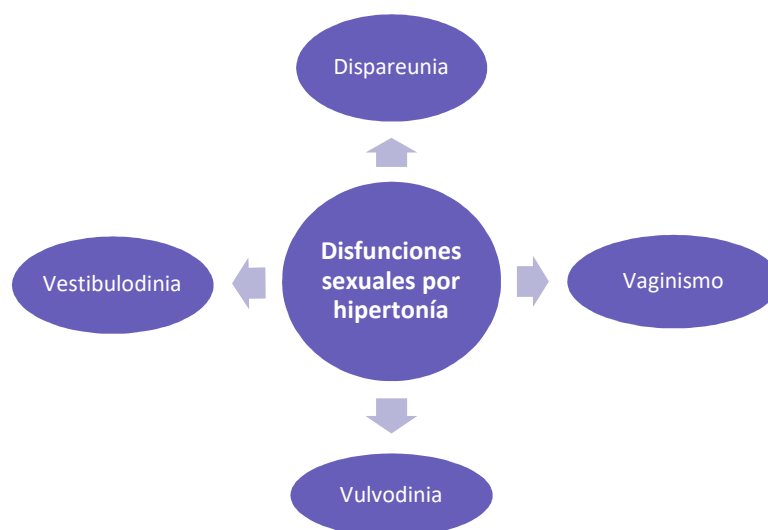 Dispareunia
Disfunciones
sexuales por
hipertonía
Vestibulodinia
Vaginismo
Vulvodinia